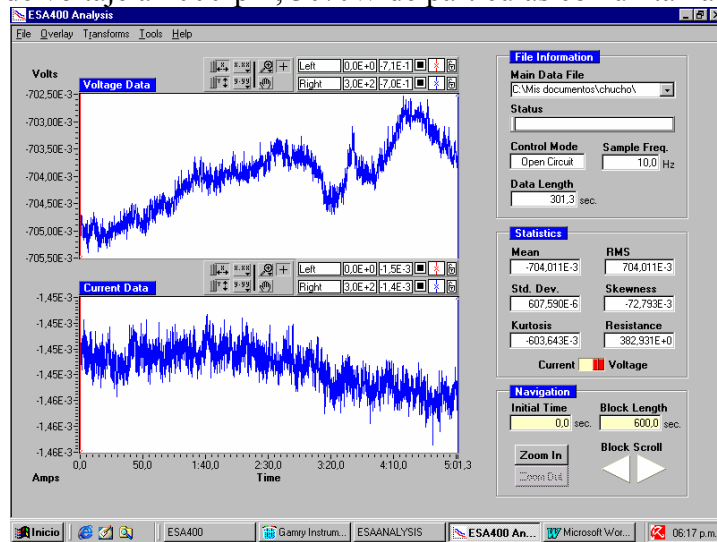 ESA400 Analysis
File Overlay Transforms Tools Help
Volts
Voltage Data
Left 0,0E+0 -7,1E-1
Right 3,0E+2 -7,0E-1
-702,50E-3
-703,00E-3
-703,50E-3
-704,00E-3
-704,50E-3
-705,00E-3
-705,50E-3
Current Data
Left 0,0E+0 -1,5E-3
Right 3,0E+2 -1,4E-3
-1,45E-3
-1,45E-3
-1,45E-3
-1,45E-3
-1,45E-3
-1,46E-3
-1,46E-3
0,0 50,0 1:40,0 2:30,0 3:20,0 4:10,0 5:01,3
Amps Time
File Information
Main Data File
C:\Mis documentos\chucho\
Status
Control Mode Sample Freq.
Open Circuit 10,0 Hz
Data Length
301,3 sec.
Statistics
Mean RMS
-704,011E-3 704,011E-3
Std. Dev. Skewness
607,590E-6 -72,793E-3
Kurtosis Resistance
-603,643E-3 382,931E+0
Current Voltage
Navigation
Initial Time Block Length
0,0 sec. 600,0 sec.
Zoom In Block Scroll
Zoom Out
Inicio ESA400 Gamry Instrum... ESAANALYSIS ESA400 An... Microsoft Wor... 06:17 p.m.